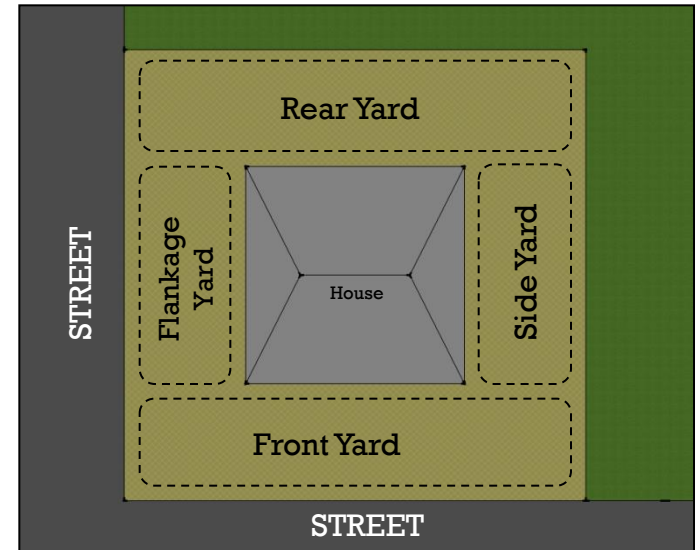 Rear Yard
STREET
Flankage
Yard
House
Side Yard
Front Yard
STREET